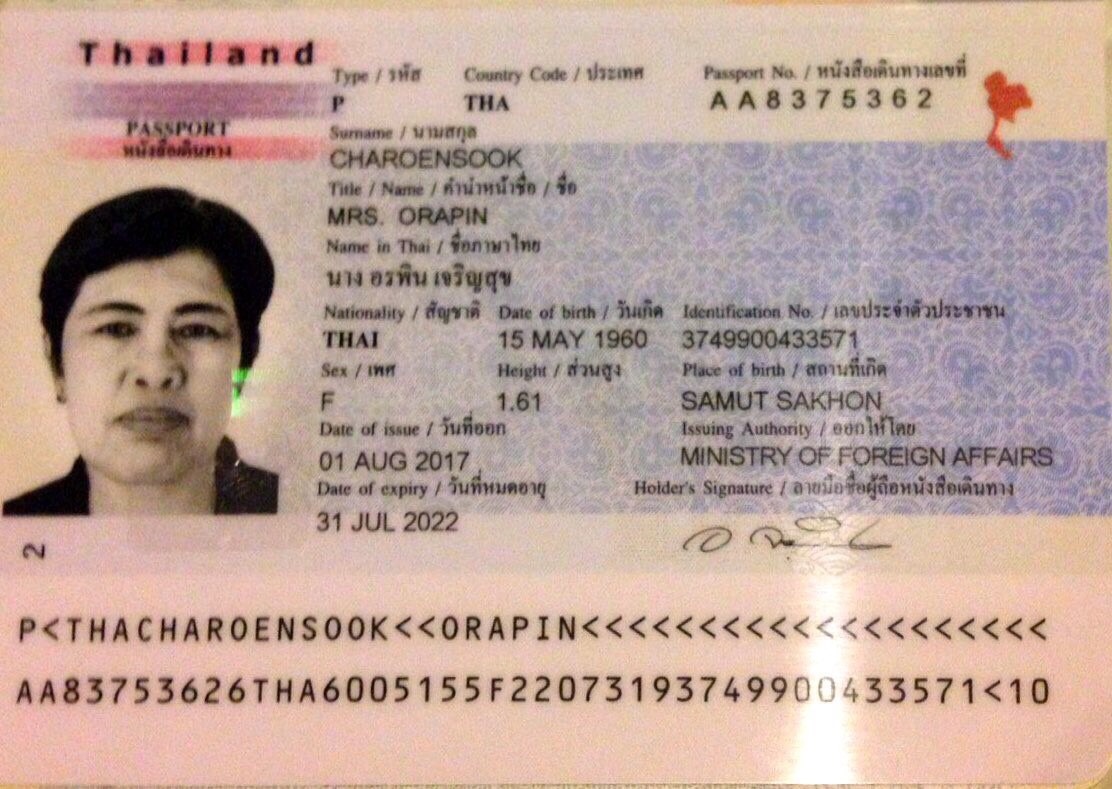 Thailand
PASSPORT
หนังสือเดินทาง
Type / รหัส Country Code / ประเทศ Passport No. / หนังสือเดินทางเลขที่
P THA AA8375362
Surname / นามสกุล
CHAROENSOOK
Title / Name / คำนำหน้าชื่อ / ชื่อ
MRS. ORAPIN
Name in Thai / ชื่อภาษาไทย
นาง อรพิน เจริญสุข
Nationality / สัญชาติ Date of birth / วันเกิด Identification No. / เลขประจำตัวประชาชน
THAI 15 MAY 1960 3749900433571
Sex / เพศ Height / ส่วนสูง Place of birth / สถานที่เกิด
F 1.61 SAMUT SAKHON
Date of issue / วันที่ออก Issuing Authority / ออกให้โดย
01 AUG 2017 MINISTRY OF FOREIGN AFFAIRS
Date of expiry / วันที่หมดอายุ Holder's Signature / ลายมือชื่อผู้ถือหนังสือเดินทาง
31 JUL 2022
2
P<THACHAROENSOOK<<ORAPIN<<<<<<<<<<<<<<<<<<<<
AA83753626THA6005155F22073193749900433571<10